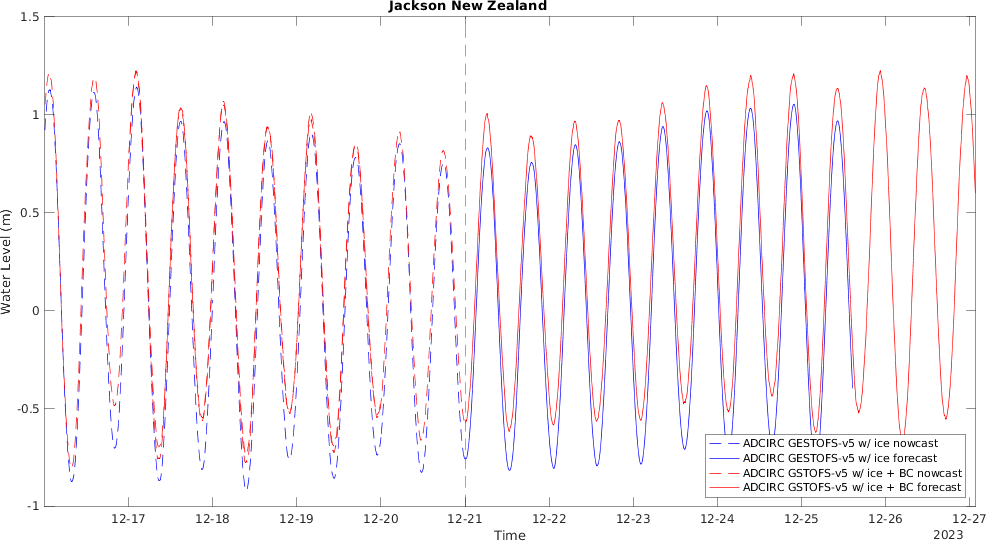 Jackson New Zealand
1.5
1
0.5
0
-0.5
-1
Water Level (m)
ADCIRC GESTOFS-v5 w/ ice nowcast
ADCIRC GESTOFS-v5 w/ ice forecast
ADCIRC GSTOFS-v5 w/ ice + BC nowcast
ADCIRC GSTOFS-v5 w/ ice + BC forecast
12-17 12-18 12-19 12-20 12-21 12-22 12-23 12-24 12-25 12-26 12-27
Time
2023